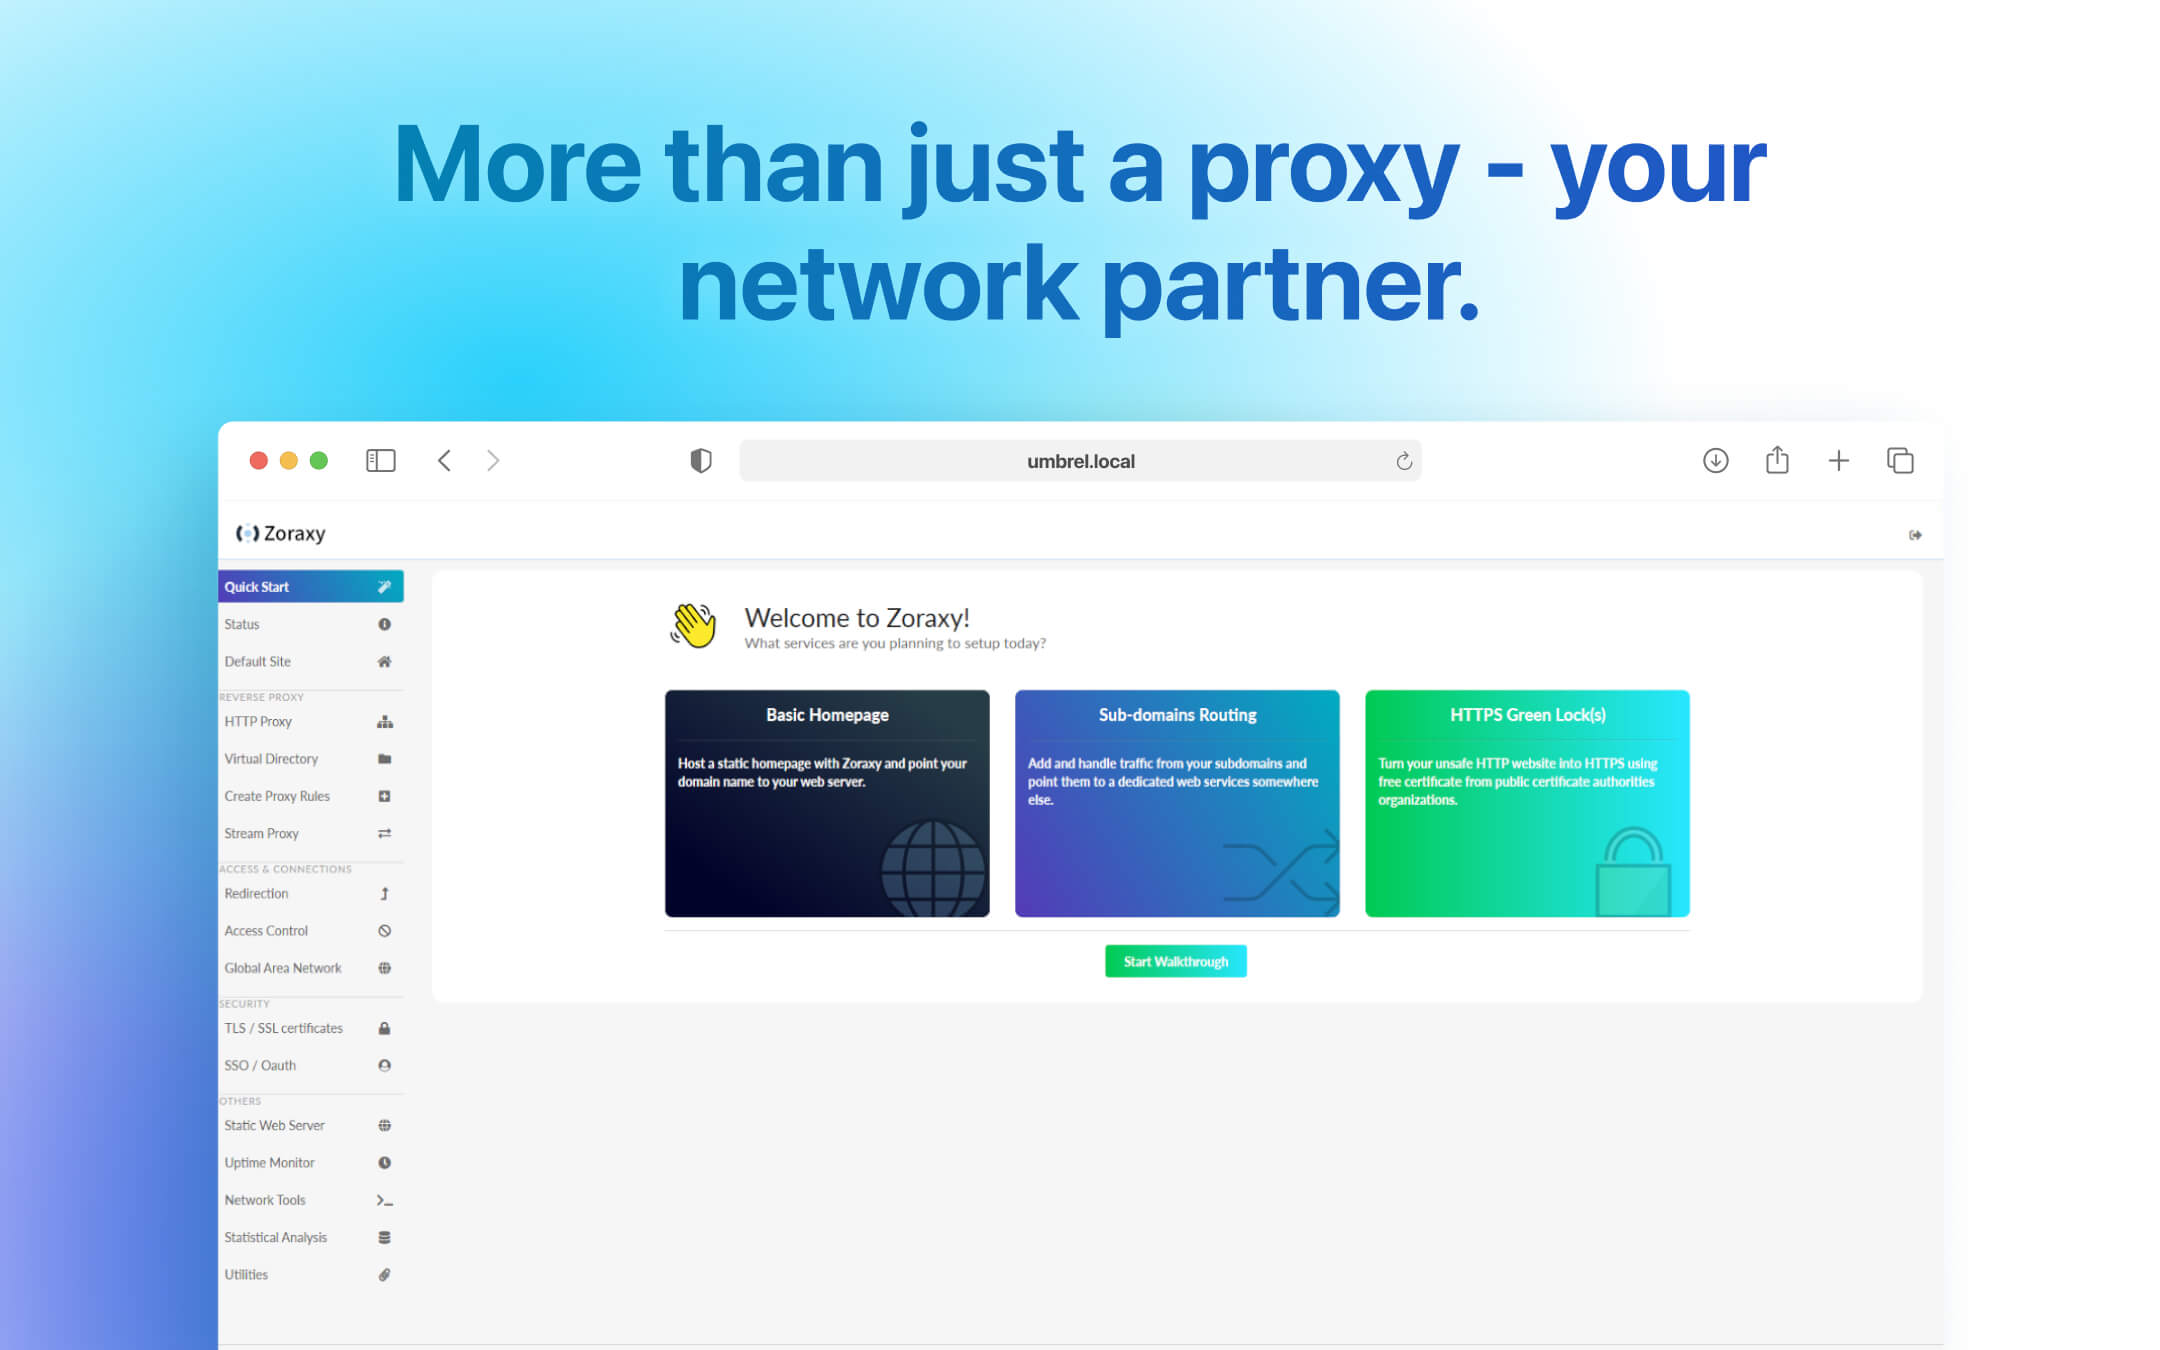 More than just a proxy - your
network partner.
umbrel.local
Zoraxy
Quick Start
Status
Default Site
REVERSE PROXY
HTTP Proxy
Virtual Directory
Create Proxy Rules
Stream Proxy
ACCESS & CONNECTIONS
Redirection
Access Control
Global Area Network
SECURITY
TLS / SSL certificates
SSO / Oauth
OTHERS
Static Web Server
Uptime Monitor
Network Tools
Statistical Analysis
Utilities
Welcome to Zoraxy!
What services are you planning to setup today?
Basic Homepage
Host a static homepage with Zoraxy and point your
domain name to your web server.
Sub-domains Routing
Add and handle traffic from your subdomains and
point them to a dedicated web services somewhere
else.
HTTPS Green Lock(s)
Turn your unsafe HTTP website into HTTPS using
free certificate from public certificate authorities
organizations.
Start Walkthrough